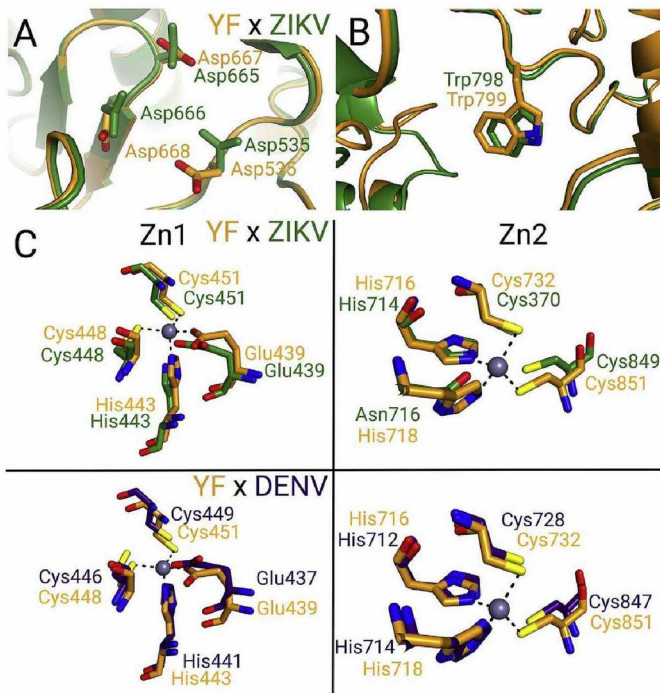 A
YF x ZIKV
Asp667
Asp665
Asp666
Asp668
Asp535
Asp535
B
Trp798
Trp799
C
Zn1
YF x ZIKV
Cys451
Cys451
Cys448
Cys448
Glu439
Glu439
His443
His443
Zn2
His716
His714
Cys732
Cys370
Cys849
Cys851
Asn716
His718
YF x DENV
Cys449
Cys451
Cys446
Cys448
Glu437
Glu439
His441
His443
His716
His712
Cys728
Cys732
Cys847
Cys851
His714
His718